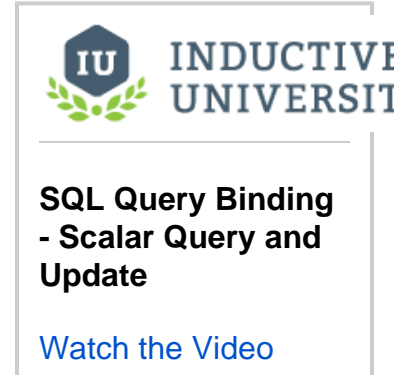 IU
INDUCTIVE
UNIVERSIT
SQL Query Binding
- Scalar Query and
Update
Watch the Video